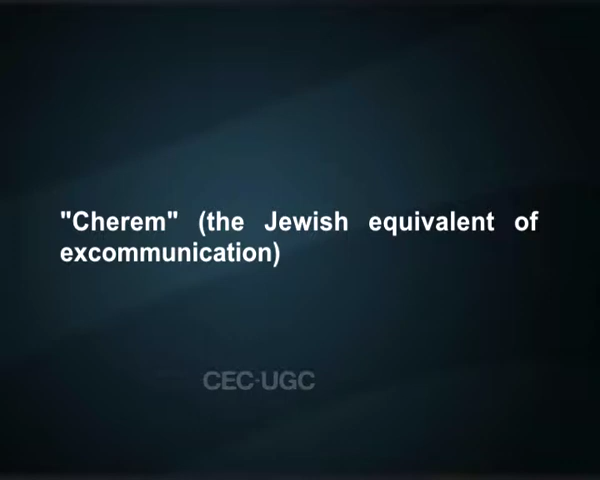 "Cherem" (the Jewish equivalent of
excommunication)
CEC-UGC